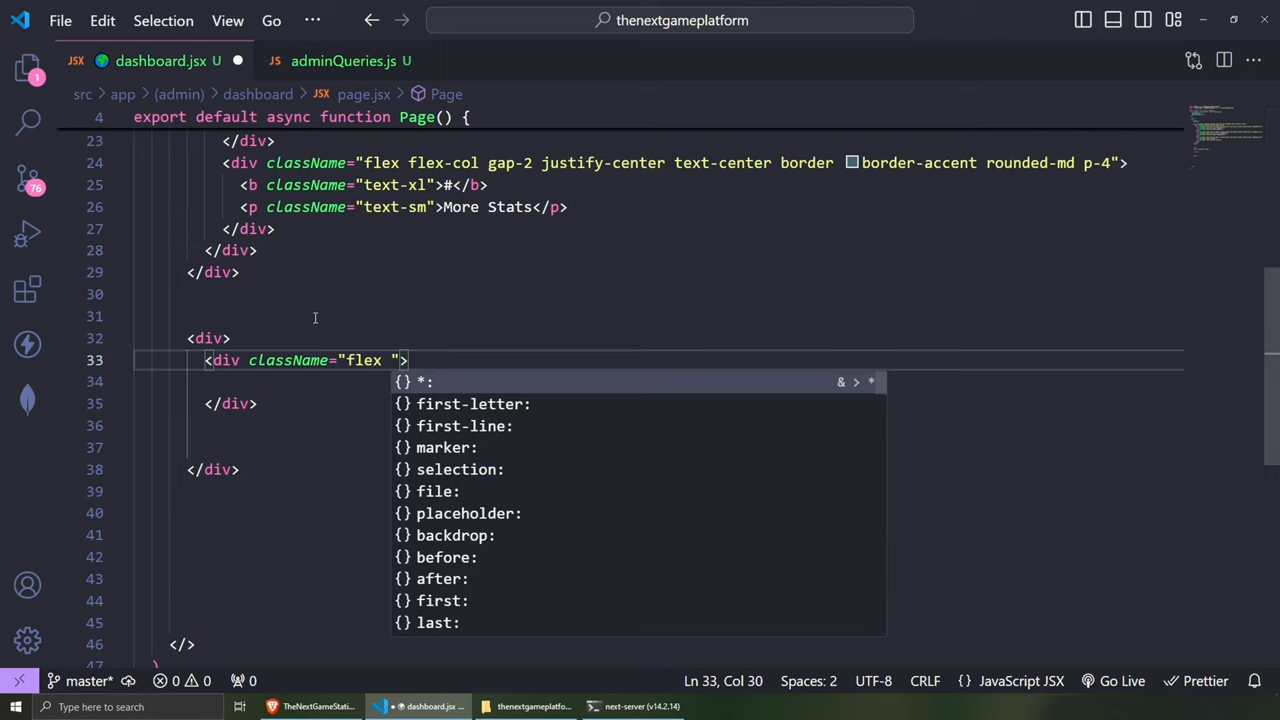 File Edit Selection View Go ··· thenextgameplatform
JSX dashboard.jsx U JS adminQueries.js U
src > app > (admin) > dashboard > JSX page.jsx > Page
4 export default async function Page() {
23 </div>
24 <div className="flex flex-col gap-2 justify-center text-center border border-accent rounded-md p-4">
25 <b className="text-xl">#</b>
26 <p className="text-sm">More Stats</p>
27 </div>
28 </div>
29 </div>
30
31
32 <div>
33 <div className="flex ">
34 {} *: & > *
35 </div> {} first-letter:
36 {} first-line:
37 {} marker:
38 </div> {} selection:
39 {} file:
40 {} placeholder:
41 {} backdrop:
42 {} before:
43 {} after:
44 {} first:
45 {} last:
46 </>
47 )
1
76
master* 0 0 0 Ln 33, Col 30 Spaces: 2 UTF-8 CRLF {} JavaScript JSX Go Live Prettier
Type here to search TheNextGameStati... dashboard.jsx ... thenextgameplatfo... next-server (v14.2.14)